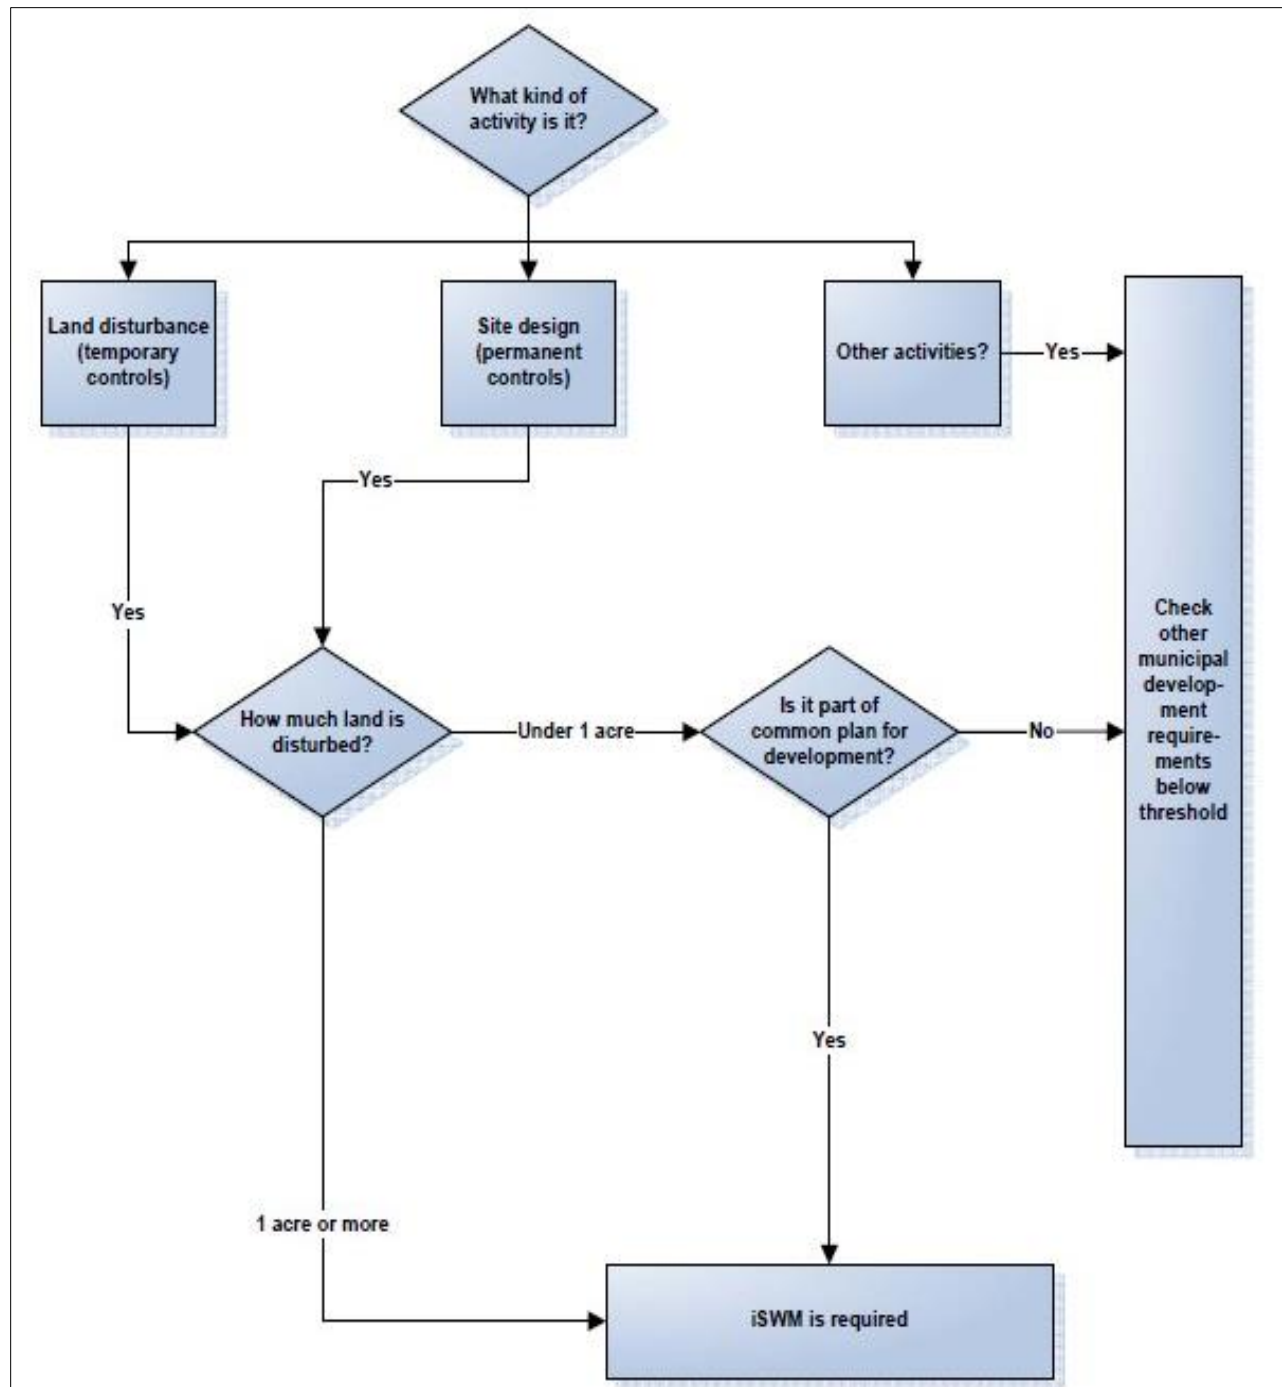 What kind of
activity is it?
Land disturbance
(temporary
controls)
Site design
(permanent
controls)
Other activities?
Yes
Yes
Yes
How much land is
disturbed?
Under 1 acre
Is it part of
common plan for
development?
No
Check
other
municipal
develop-
ment
require-
ments
below
threshold
Yes
1 acre or more
iSWM is required